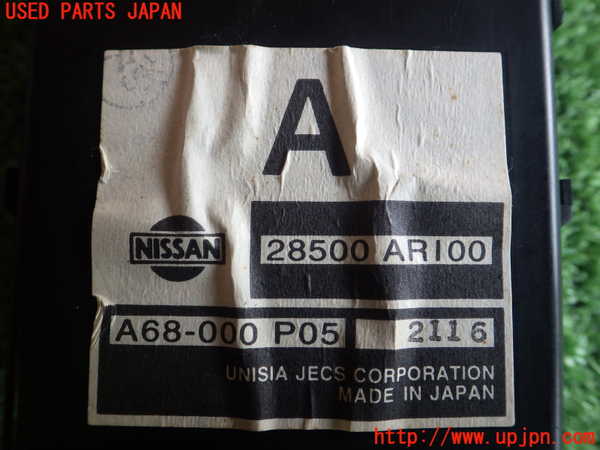 USED PARTS JAPAN
A
NISSAN
28500 AR100
A68-000 P05 2116
UNISIA JECS CORPORATION
MADE IN JAPAN
http://www.upjpn.com/